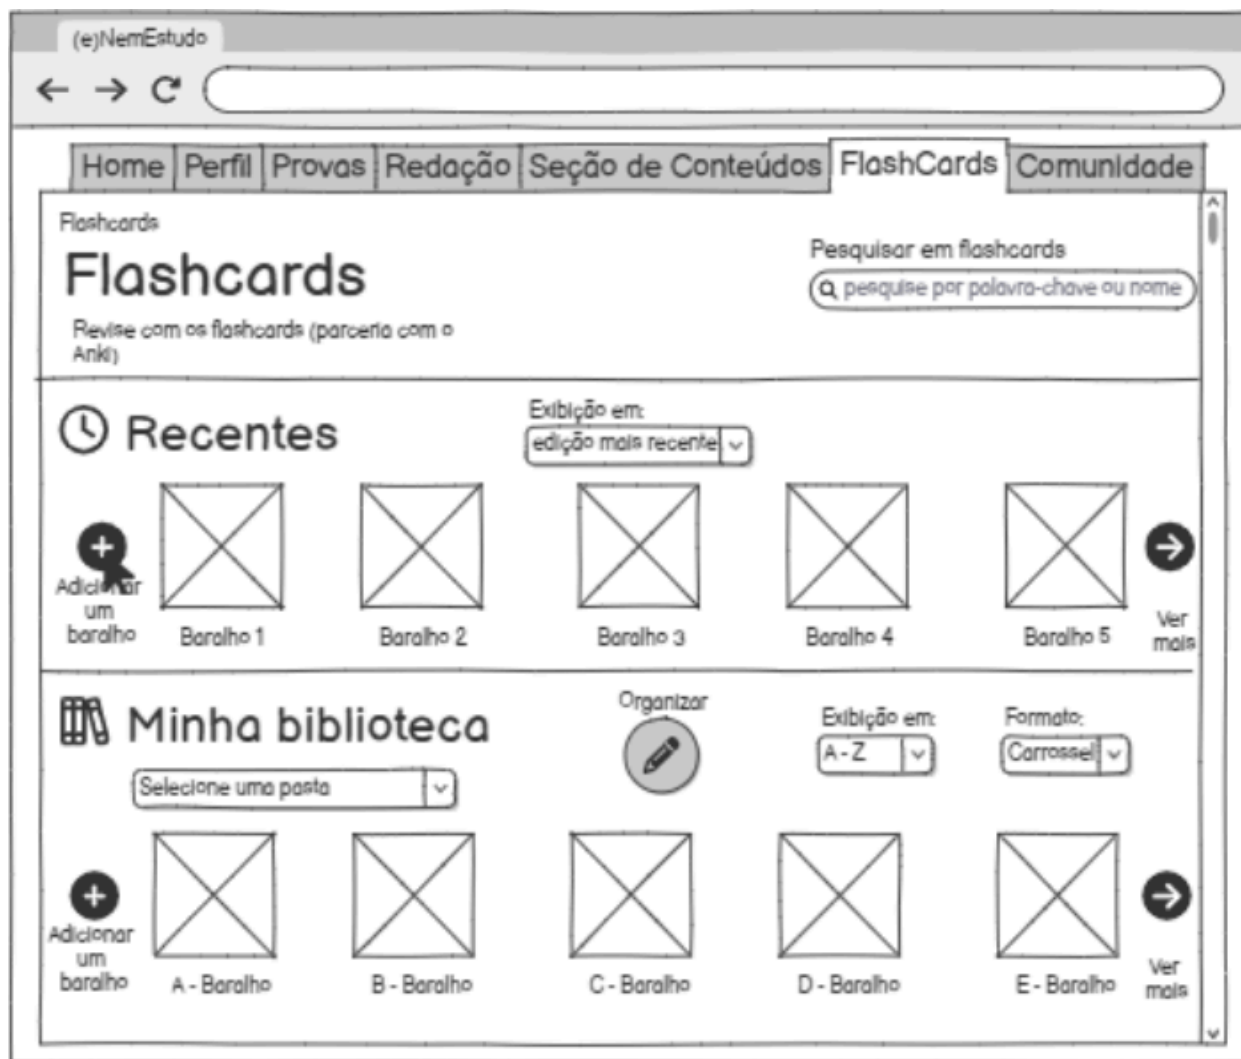 (e)NemEstudo
Home Perfil Provas Redação Seção de Conteúdos FlashCards Comunidade
Flashcards
Flashcards
Revise com os flashcards (parceria com o
Anki)
Pesquisar em flashcards
pesquise por palavra-chave ou nome
Recentes
Exibição em:
edição mais recente
Adicionar
um
baralho
Baralho 1
Baralho 2
Baralho 3
Baralho 4
Baralho 5
Ver
mais
Minha biblioteca
Selecione uma pasta
Organizar
Exibição em:
A - Z
Formato:
Carrossel
Adicionar
um
baralho
A - Baralho
B - Baralho
C - Baralho
D - Baralho
E - Baralho
Ver
mais